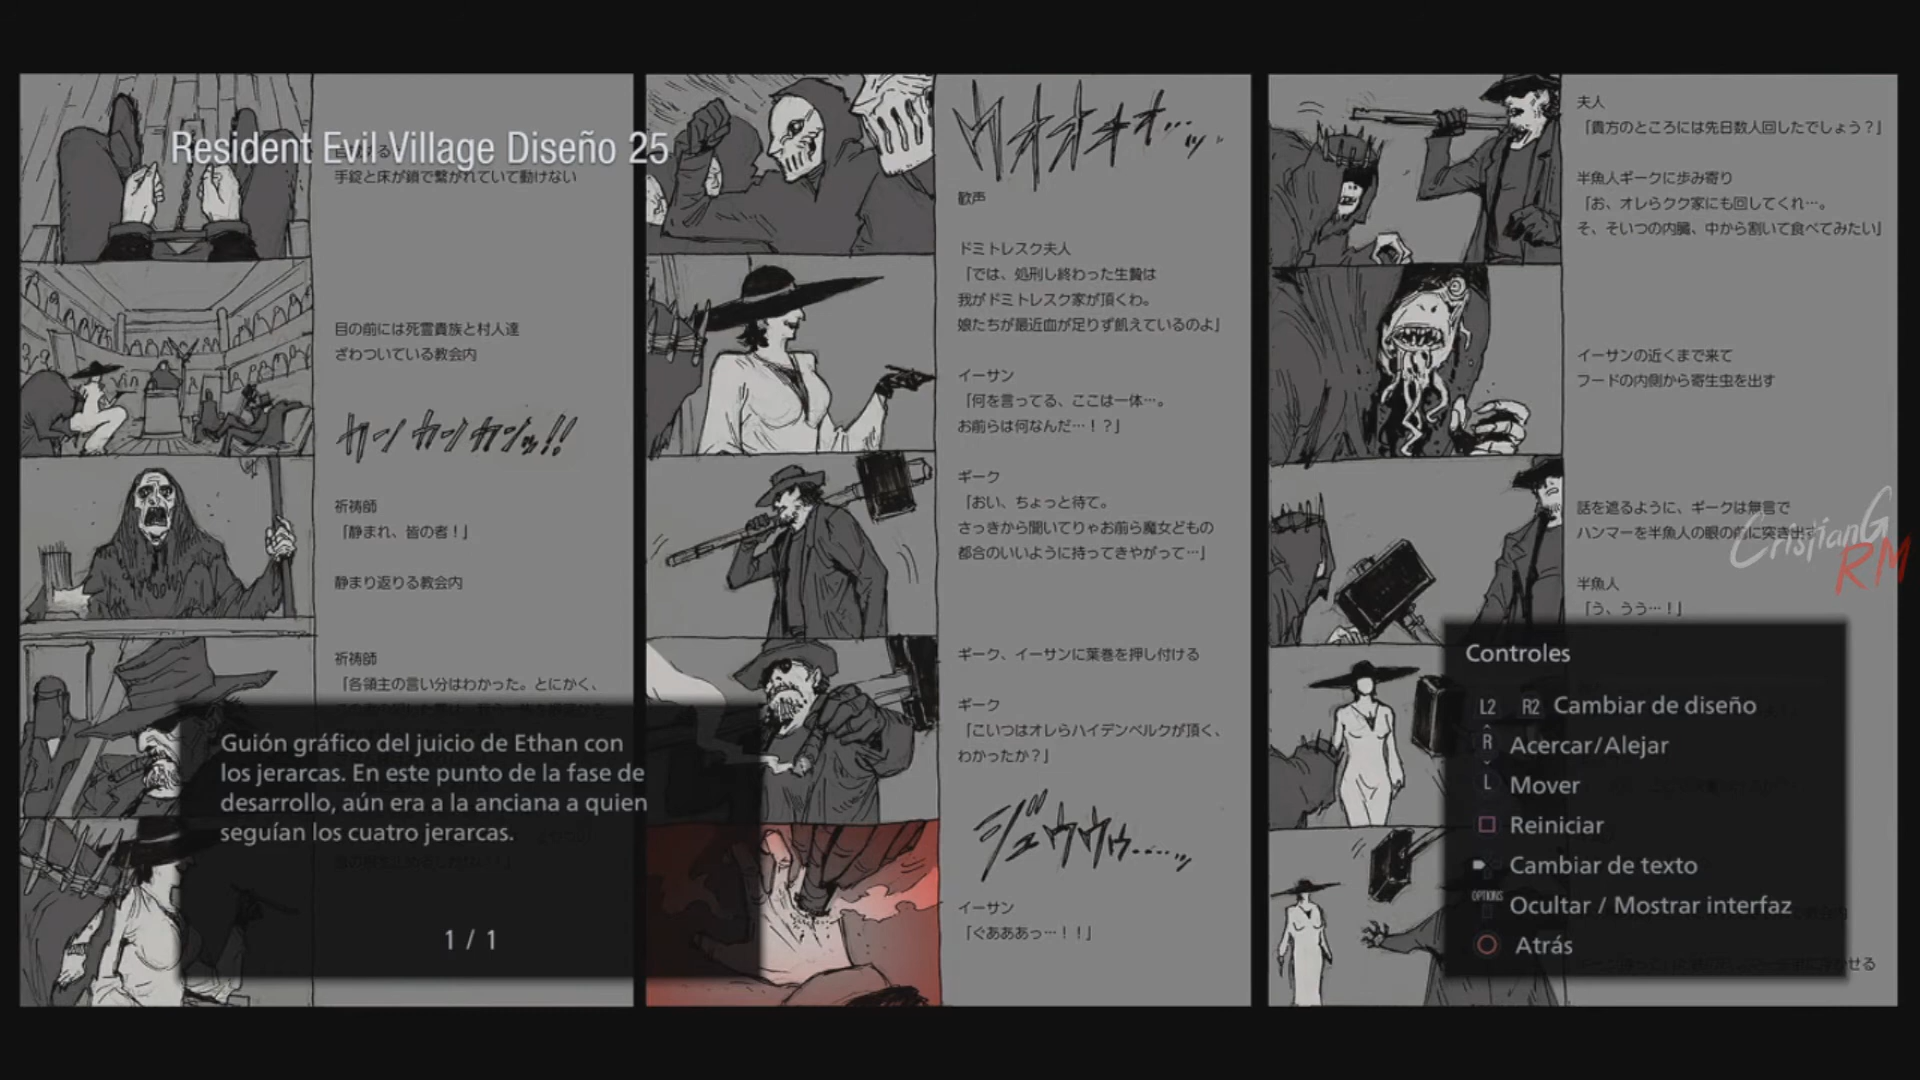 Resident Evil Village Diseño 25
手錠と床が鎖で繋がれていて動けない
目の前には死霊貴族と村人達
ざわついている教会内
カン カン カンッ!!
祈祷師
「静まれ、皆の者！」
静まり返る教会内
祈祷師
「各領主の言い分はわかった。とにかく、
Guión gráfico del juicio de Ethan con
los jerarcas. En este punto de la fase de
desarrollo, aún era a la anciana a quien
seguían los cuatro jerarcas.
1 / 1
ウオオオオ…ッ
歓声
ドミトレスク夫人
「では、処刑し終わった生贄は
我がドミトレスク家が頂くわ。
娘たちが最近血が足りず飢えているのよ」
イーサン
「何を言ってる、ここは一体…。
お前らは何なんだ…！？」
ギーク
「おい、ちょっと待て。
さっきから聞いてりゃお前ら魔女どもの
都合のいいように持ってきやがって…」
ギーク、イーサンに葉巻を押し付ける
ギーク
「こいつはオレらハイデンベルクが頂く、
わかったか？」
ジュウウゥ……ッ
イーサン
「ぐあああっ…！！」
夫人
「貴方のところには先日数人回したでしょう？」
半魚人ギークに歩み寄り
「お、オレらクク家にも回してくれ…。
そ、そいつの内臓、中から割いて食べてみたい」
イーサンの近くまで来て
フードの内側から寄生虫を出す
話を遮るように、ギークは無言で
ハンマーを半魚人の眼の前に突き出す
半魚人
「う、うう…！」
CristianG
RM
Controles
L2 R2 Cambiar de diseño
R Acercar/Alejar
L Mover
Reiniciar
Cambiar de texto
OPTIONS Ocultar / Mostrar interfaz
Atrás